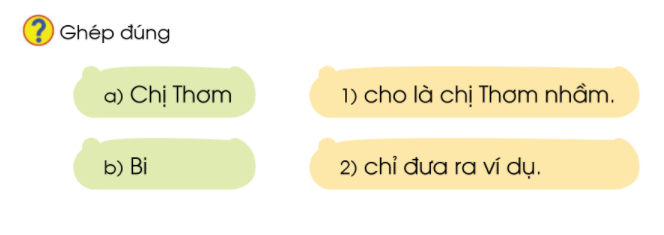 ? Ghép đúng
a) Chị Thơm 1) cho là chị Thơm nhầm.
b) Bi 2) chỉ đưa ra ví dụ.